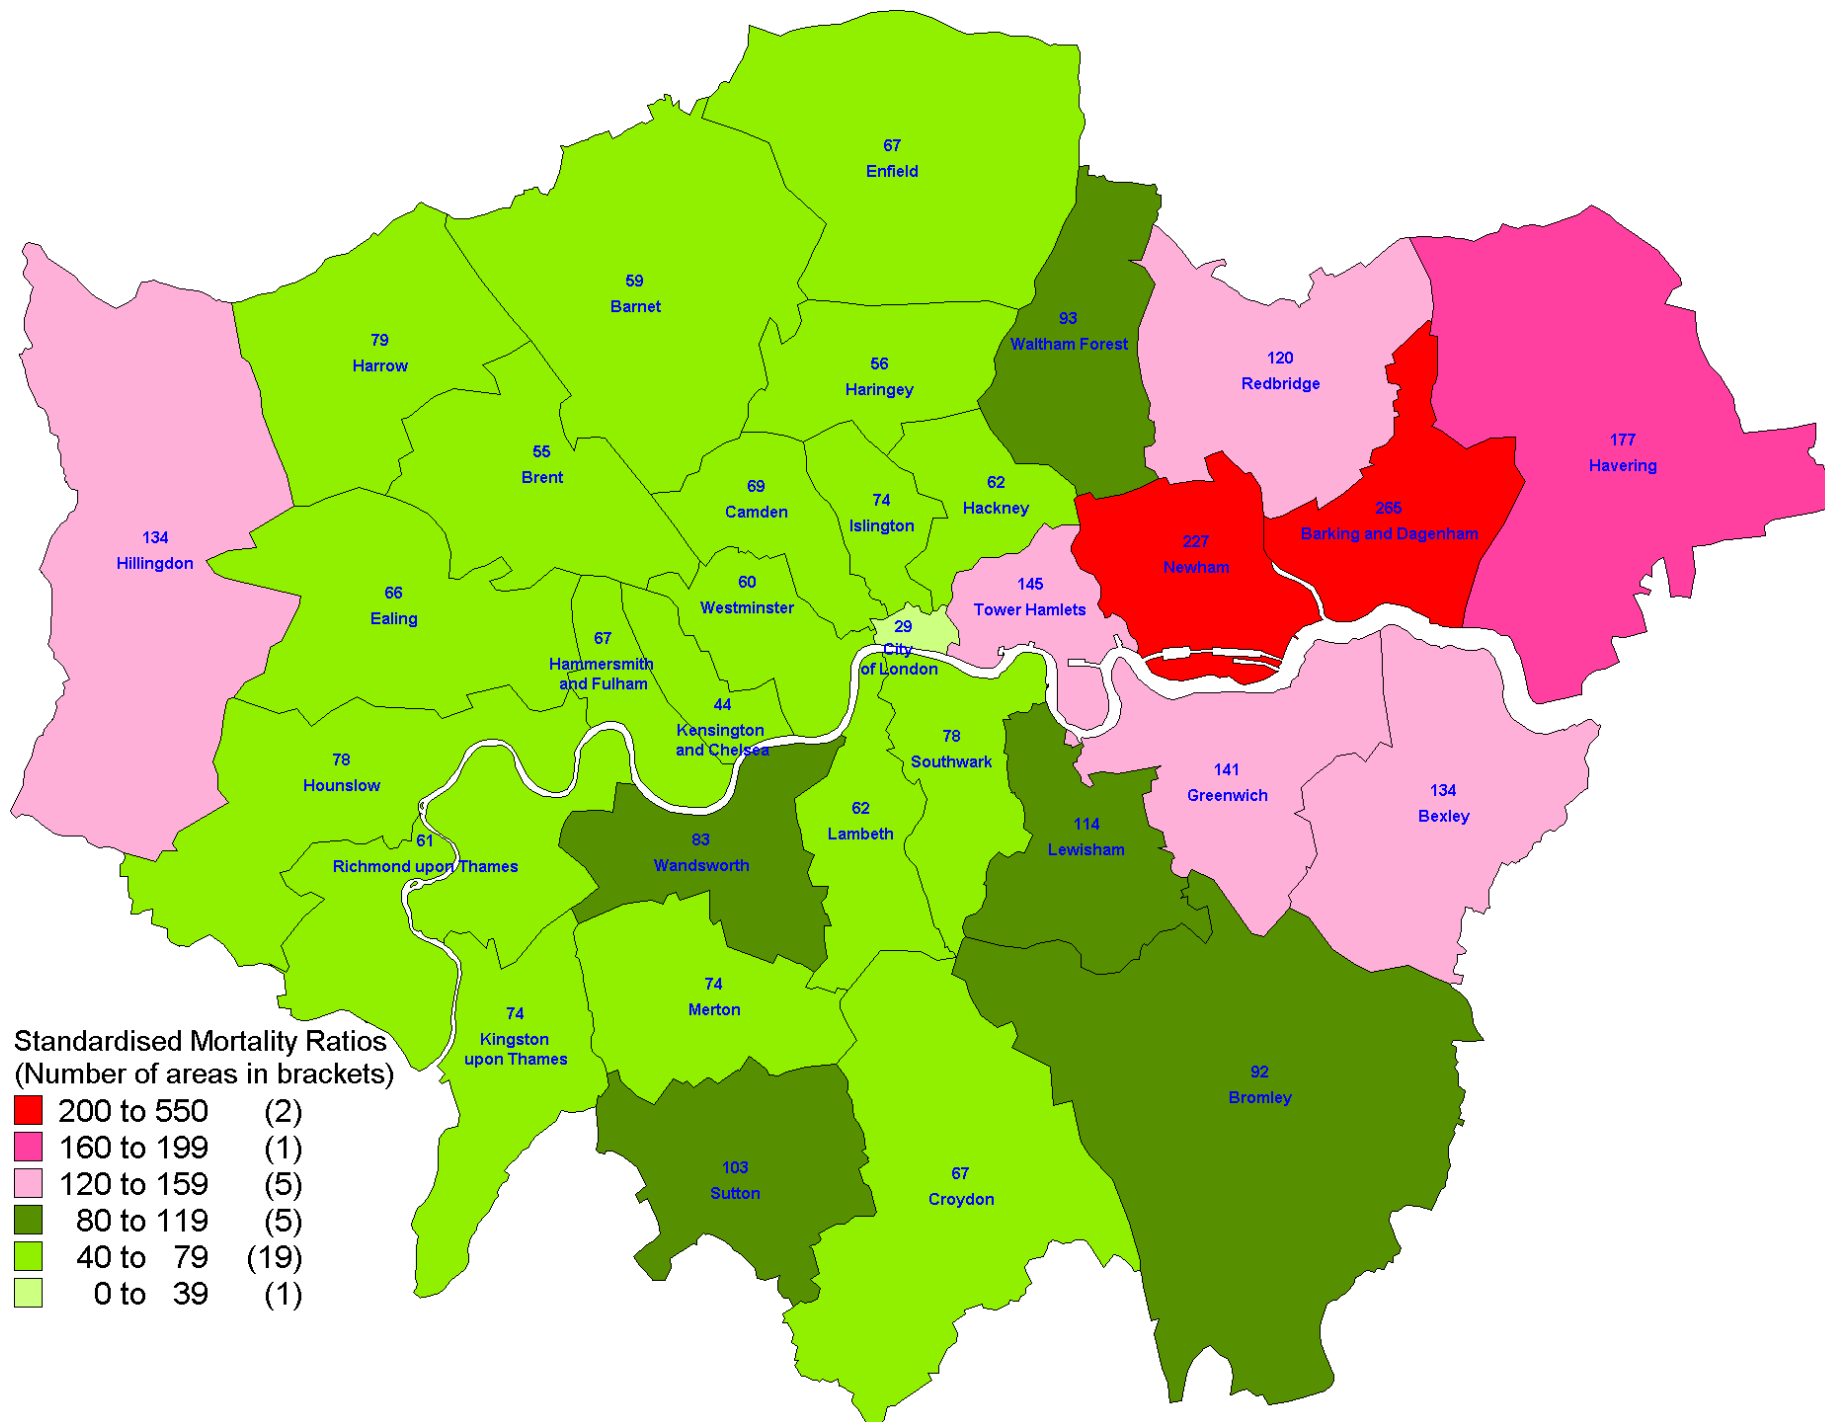 67
Enfield
59
Barnet
93
Waltham Forest
79
Harrow
120
Redbridge
56
Haringey
177
Havering
55
Brent
69
Camden
74
Islington
62
Hackney
265
Barking and Dagenham
134
Hillingdon
227
Newham
145
Tower Hamlets
60
Westminster
66
Ealing
29
City
of London
67
Hammersmith
and Fulham
44
Kensington
and Chelsea
78
Southwark
78
Hounslow
141
Greenwich
134
Bexley
62
Lambeth
114
Lewisham
83
Wandsworth
61
Richmond upon Thames
74
Merton
74
Kingston
upon Thames
92
Bromley
103
Sutton
67
Croydon
Standardised Mortality Ratios
(Number of areas in brackets)
200 to 550 (2)
160 to 199 (1)
120 to 159 (5)
80 to 119 (5)
40 to 79 (19)
0 to 39 (1)